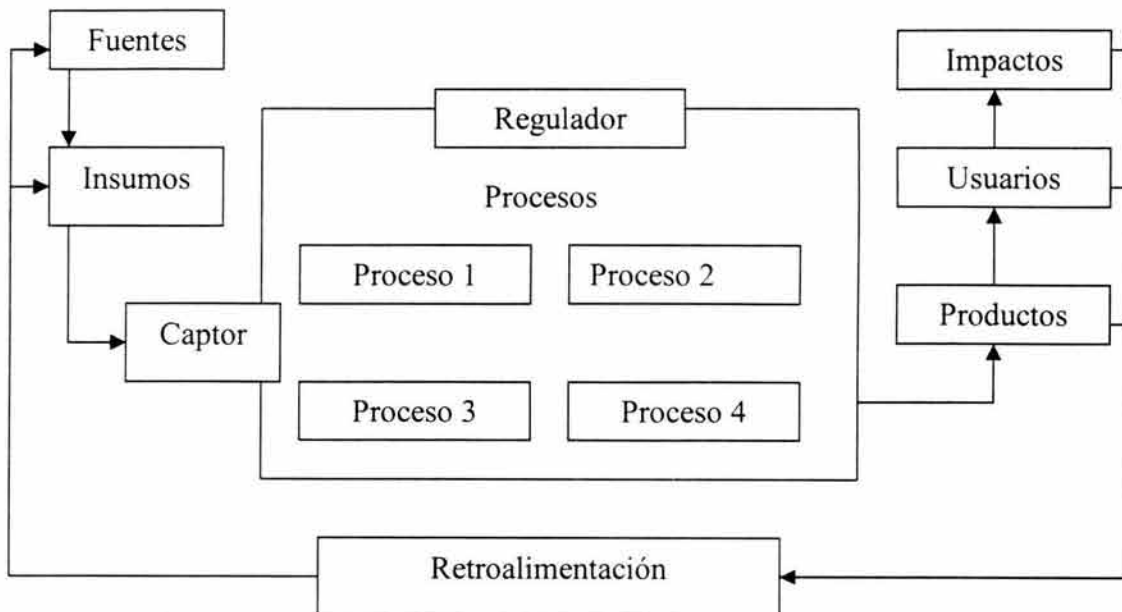 Fuentes
Impactos
Regulador
Insumos
Usuarios
Procesos
Proceso 1
Proceso 2
Productos
Captor
Proceso 3
Proceso 4
Retroalimentación